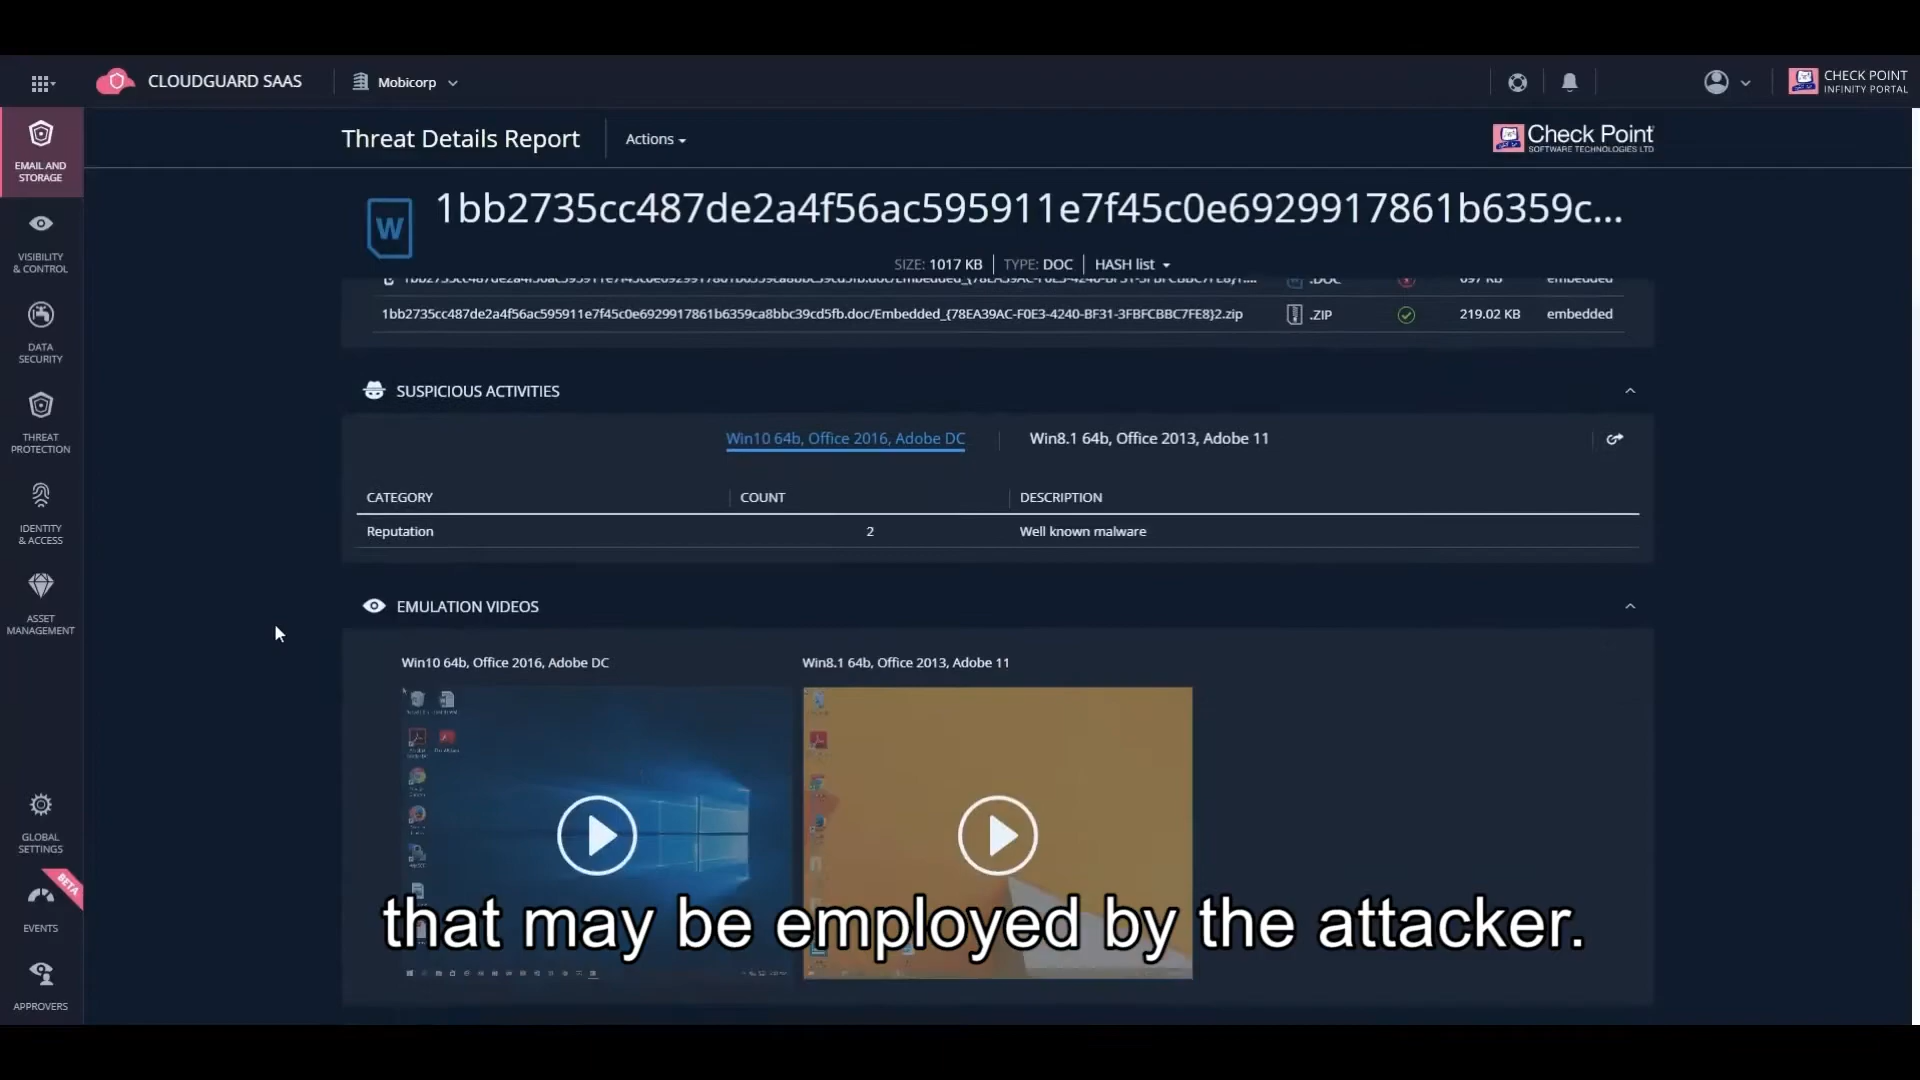 CLOUDGUARD SAAS
Mobicorp
CHECK POINT
INFINITY PORTAL
Threat Details Report
Actions
Check Point
SOFTWARE TECHNOLOGIES LTD
EMAIL AND
STORAGE
VISIBILITY
& CONTROL
DATA
SECURITY
THREAT
PROTECTION
IDENTITY
& ACCESS
ASSET
MANAGEMENT
GLOBAL
SETTINGS
BETA
EVENTS
APPROVERS
W
1bb2735cc487de2a4f56ac595911e7f45c0e6929917861b6359c...
SIZE: 1017 KB
TYPE: DOC
HASH list
.DOC 697 KB embedded
1bb2735cc487de2a4f56ac595911e7f45c0e6929917861b6359ca8bbc39cd5fb.doc/Embedded_{78EA39AC-F0E3-4240-BF31-3FBFCBBC7FE8}2.zip .ZIP 219.02 KB embedded
SUSPICIOUS ACTIVITIES
Win10 64b, Office 2016, Adobe DC
Win8.1 64b, Office 2013, Adobe 11
CATEGORY COUNT DESCRIPTION
Reputation 2 Well known malware
EMULATION VIDEOS
Win10 64b, Office 2016, Adobe DC
Win8.1 64b, Office 2013, Adobe 11
that may be employed by the attacker.